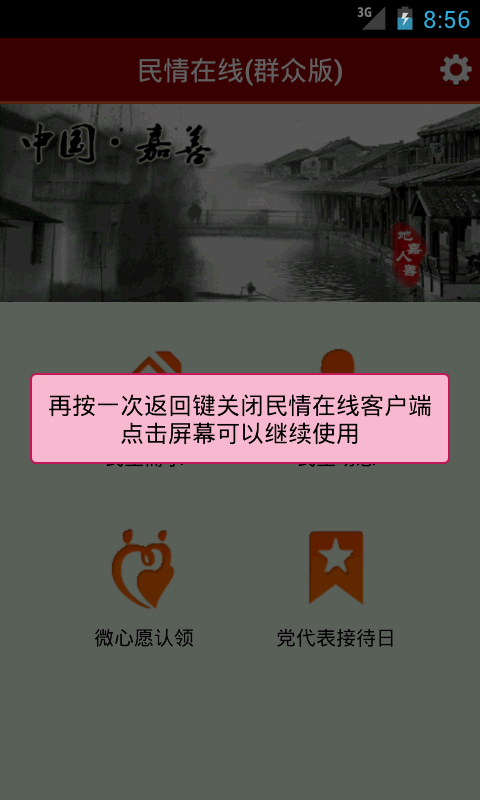 3G
8:56
民情在线(群众版)
中国·嘉善
地嘉
人善
再按一次返回键关闭民情在线客户端
点击屏幕可以继续使用
微心愿认领
党代表接待日